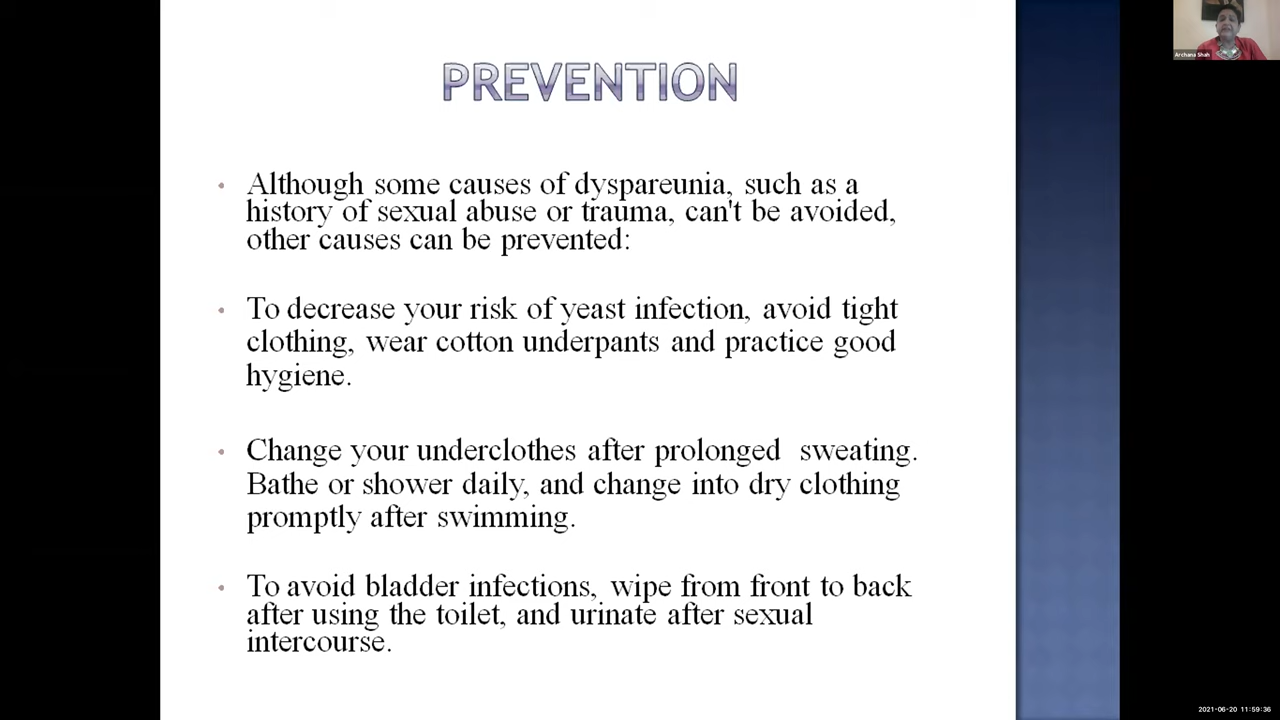 PREVENTION
Archana Shah
• Although some causes of dyspareunia, such as a
history of sexual abuse or trauma, can't be avoided,
other causes can be prevented:
• To decrease your risk of yeast infection, avoid tight
clothing, wear cotton underpants and practice good
hygiene.
• Change your underclothes after prolonged  sweating.
Bathe or shower daily, and change into dry clothing
promptly after swimming.
• To avoid bladder infections, wipe from front to back
after using the toilet, and urinate after sexual
intercourse.
2021-06-20 11:59:36